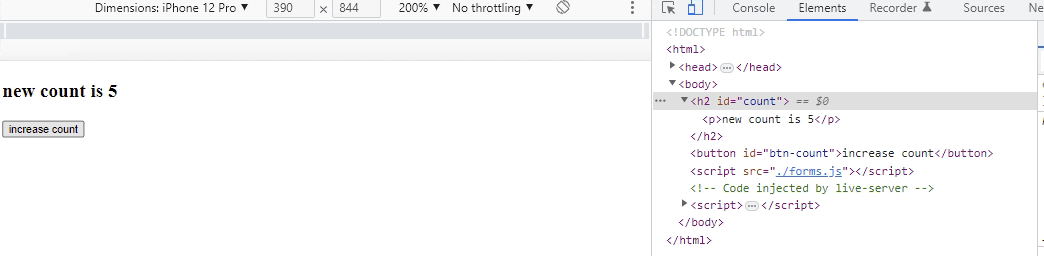 Dimensions: iPhone 12 Pro ▼ 390 × 844 200% ▼ No throttling ▼
Console Elements Recorder Sources Ne
new count is 5
increase count
<!DOCTYPE html>
<html>
▶<head>…</head>
▼<body>
… ▼<h2 id="count"> == $0
<p>new count is 5</p>
</h2>
<button id="btn-count">increase count</button>
<script src="./forms.js"></script>
<!-- Code injected by live-server -->
▶<script>…</script>
</body>
</html>